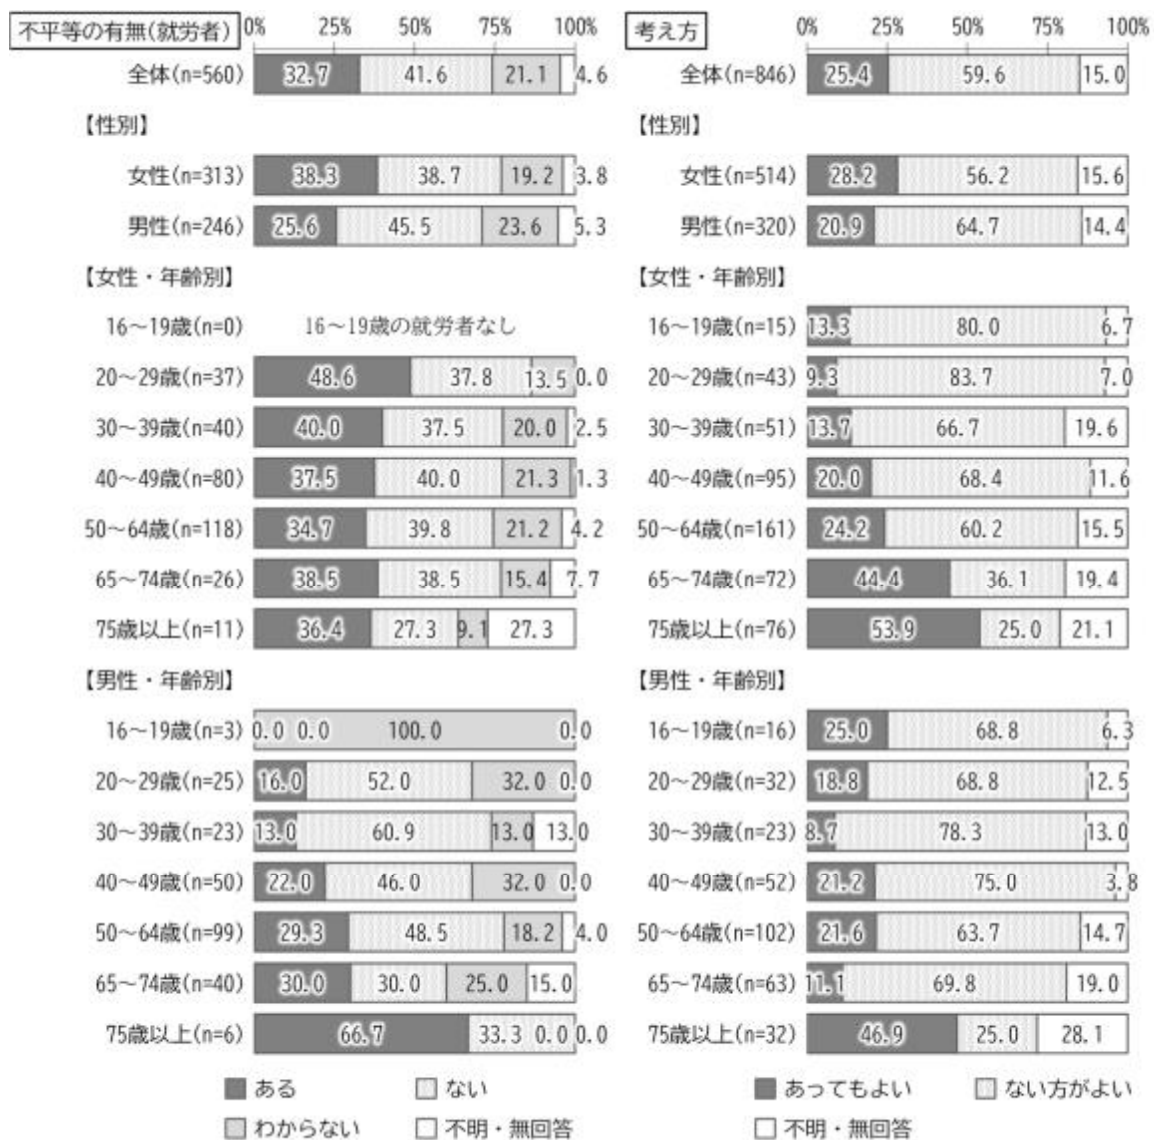 不平等の有無(就労者)
0% 25% 50% 75% 100%
全体(n=560) 32.7 41.6 21.1 4.6
【性別】
女性(n=313) 38.3 38.7 19.2 3.8
男性(n=246) 25.6 45.5 23.6 5.3
【女性・年齢別】
16～19歳(n=0) 16～19歳の就労者なし
20～29歳(n=37) 48.6 37.8 13.5 0.0
30～39歳(n=40) 40.0 37.5 20.0 2.5
40～49歳(n=80) 37.5 40.0 21.3 1.3
50～64歳(n=118) 34.7 39.8 21.2 4.2
65～74歳(n=26) 38.5 38.5 15.4 7.7
75歳以上(n=11) 36.4 27.3 9.1 27.3
【男性・年齢別】
16～19歳(n=3) 0.0 0.0 100.0 0.0
20～29歳(n=25) 16.0 52.0 32.0 0.0
30～39歳(n=23) 13.0 60.9 13.0 13.0
40～49歳(n=50) 22.0 46.0 32.0 0.0
50～64歳(n=99) 29.3 48.5 18.2 4.0
65～74歳(n=40) 30.0 30.0 25.0 15.0
75歳以上(n=6) 66.7 33.3 0.0 0.0
ある ない
わからない 不明・無回答
考え方
0% 25% 50% 75% 100%
全体(n=846) 25.4 59.6 15.0
【性別】
女性(n=514) 28.2 56.2 15.6
男性(n=320) 20.9 64.7 14.4
【女性・年齢別】
16～19歳(n=15) 13.3 80.0 6.7
20～29歳(n=43) 9.3 83.7 7.0
30～39歳(n=51) 13.7 66.7 19.6
40～49歳(n=95) 20.0 68.4 11.6
50～64歳(n=161) 24.2 60.2 15.5
65～74歳(n=72) 44.4 36.1 19.4
75歳以上(n=76) 53.9 25.0 21.1
【男性・年齢別】
16～19歳(n=16) 25.0 68.8 6.3
20～29歳(n=32) 18.8 68.8 12.5
30～39歳(n=23) 8.7 78.3 13.0
40～49歳(n=52) 21.2 75.0 3.8
50～64歳(n=102) 21.6 63.7 14.7
65～74歳(n=63) 11.1 69.8 19.0
75歳以上(n=32) 46.9 25.0 28.1
あってもよい ない方がよい
不明・無回答